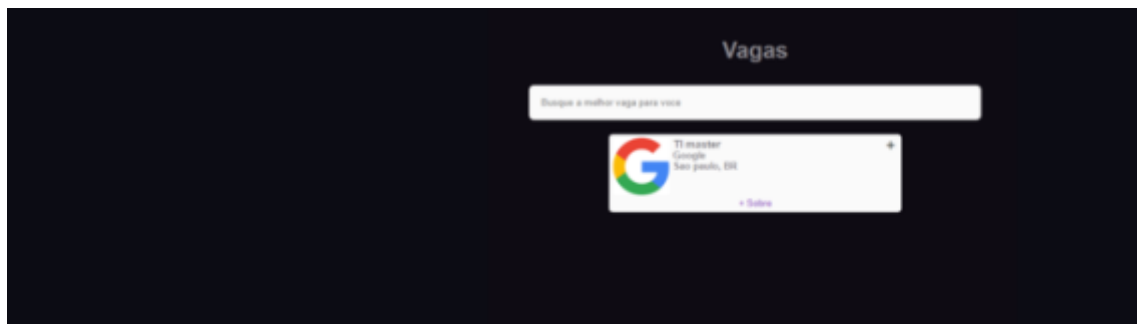 Vagas
Busque a melhor vaga para voce
TI master
+
Google
Sao paulo, BR
+ Sobre